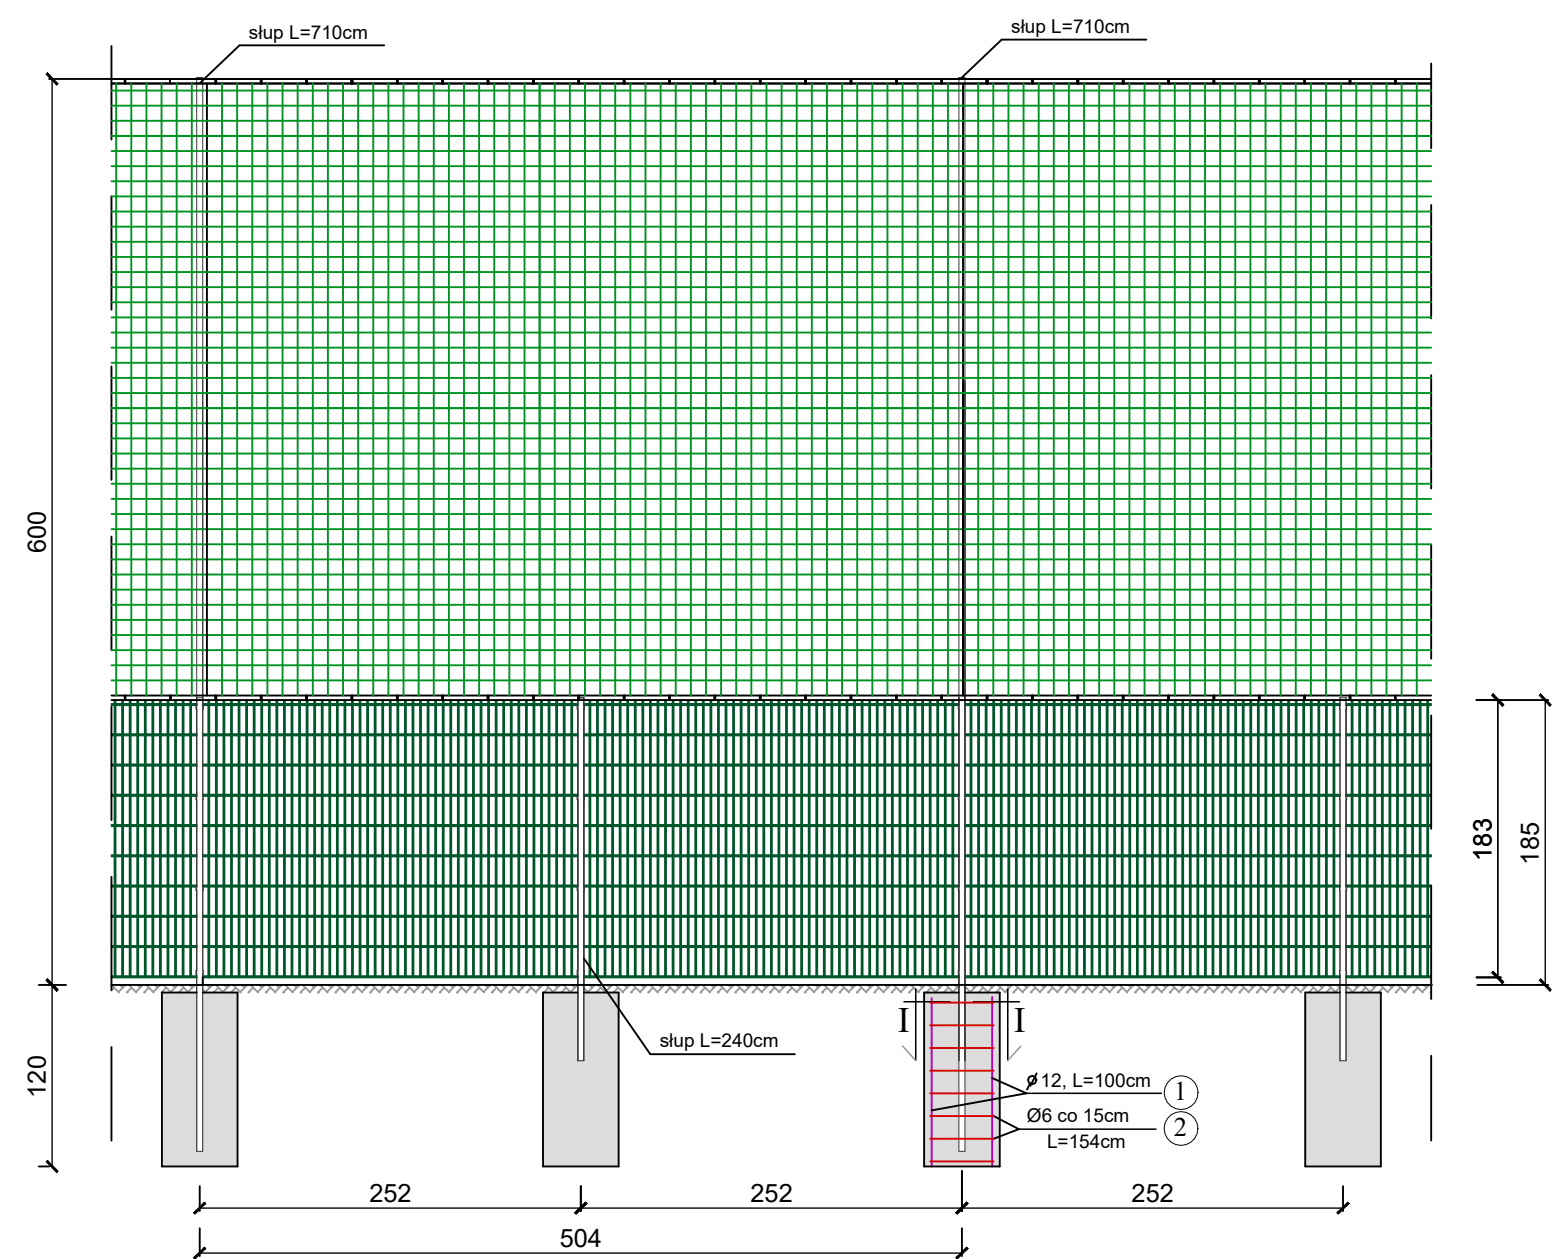 słup L=710cm
słup L=710cm
600
183
185
I
I
słup L=240cm
120
ø12, L=100cm
1
Ø6 co 15cm
2
L=154cm
252
252
252
504